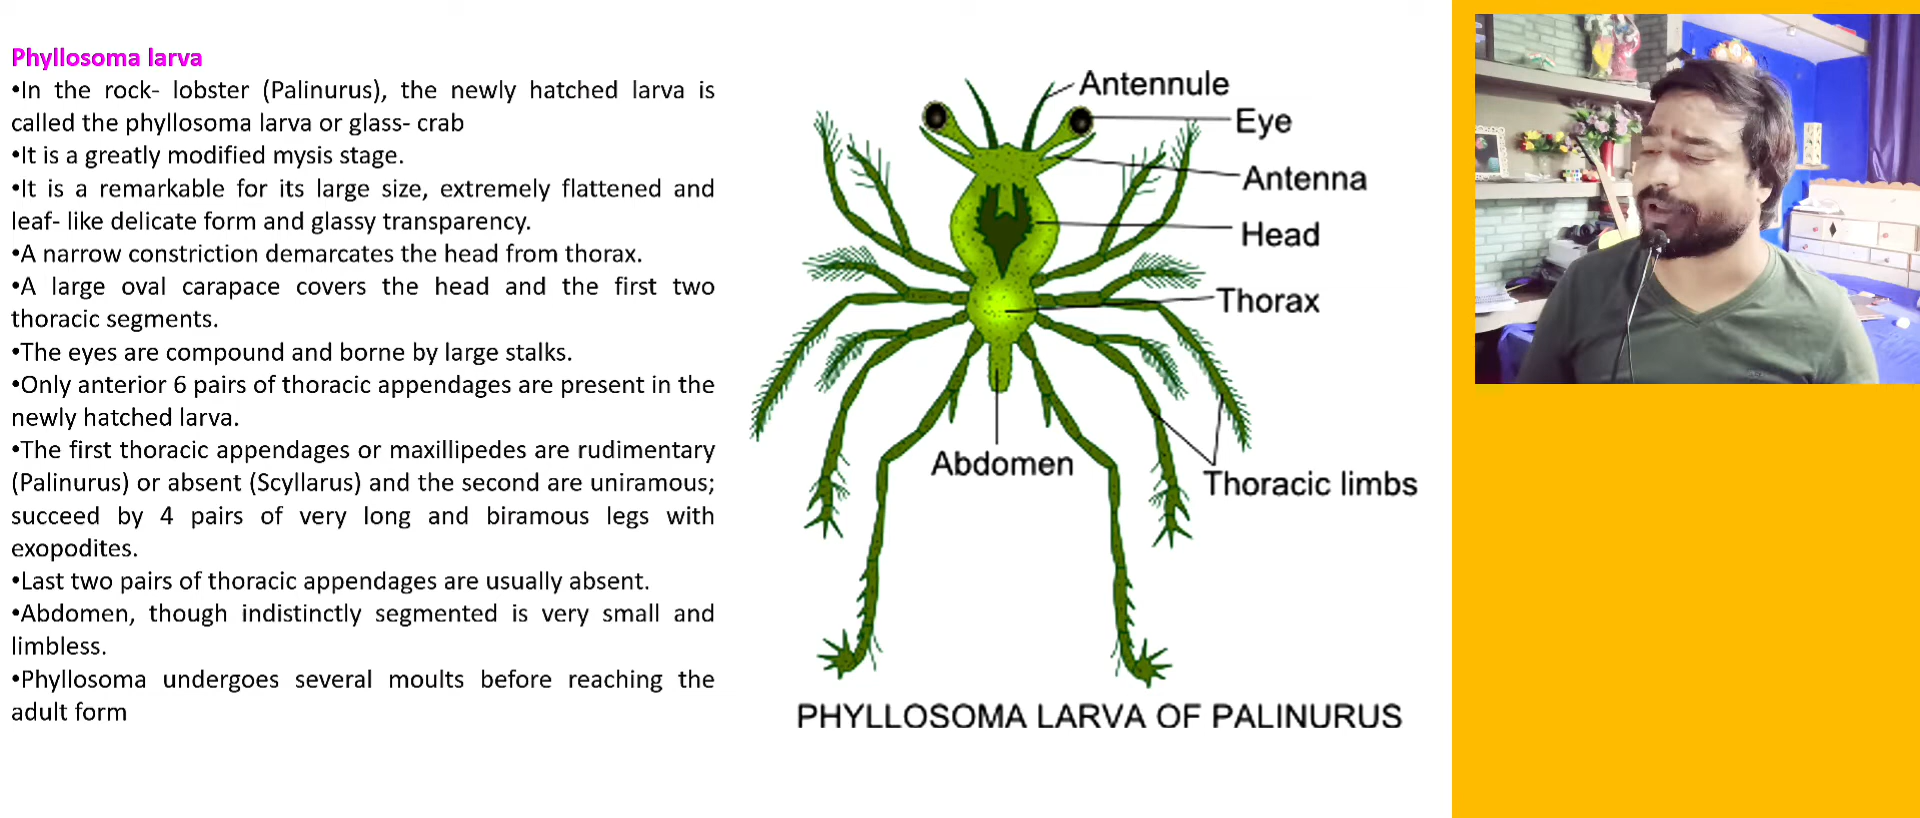 Phyllosoma larva
•In the rock- lobster (Palinurus), the newly hatched larva is
called the phyllosoma larva or glass- crab
•It is a greatly modified mysis stage.
•It is a remarkable for its large size, extremely flattened and
leaf- like delicate form and glassy transparency.
•A narrow constriction demarcates the head from thorax.
•A large oval carapace covers the head and the first two
thoracic segments.
•The eyes are compound and borne by large stalks.
•Only anterior 6 pairs of thoracic appendages are present in the
newly hatched larva.
•The first thoracic appendages or maxillipedes are rudimentary
(Palinurus) or absent (Scyllarus) and the second are uniramous;
succeed by 4 pairs of very long and biramous legs with
exopodites.
•Last two pairs of thoracic appendages are usually absent.
•Abdomen, though indistinctly segmented is very small and
limbless.
•Phyllosoma undergoes several moults before reaching the
adult form
Antennule
Eye
Antenna
Head
Thorax
Abdomen
Thoracic limbs
PHYLLOSOMA LARVA OF PALINURUS